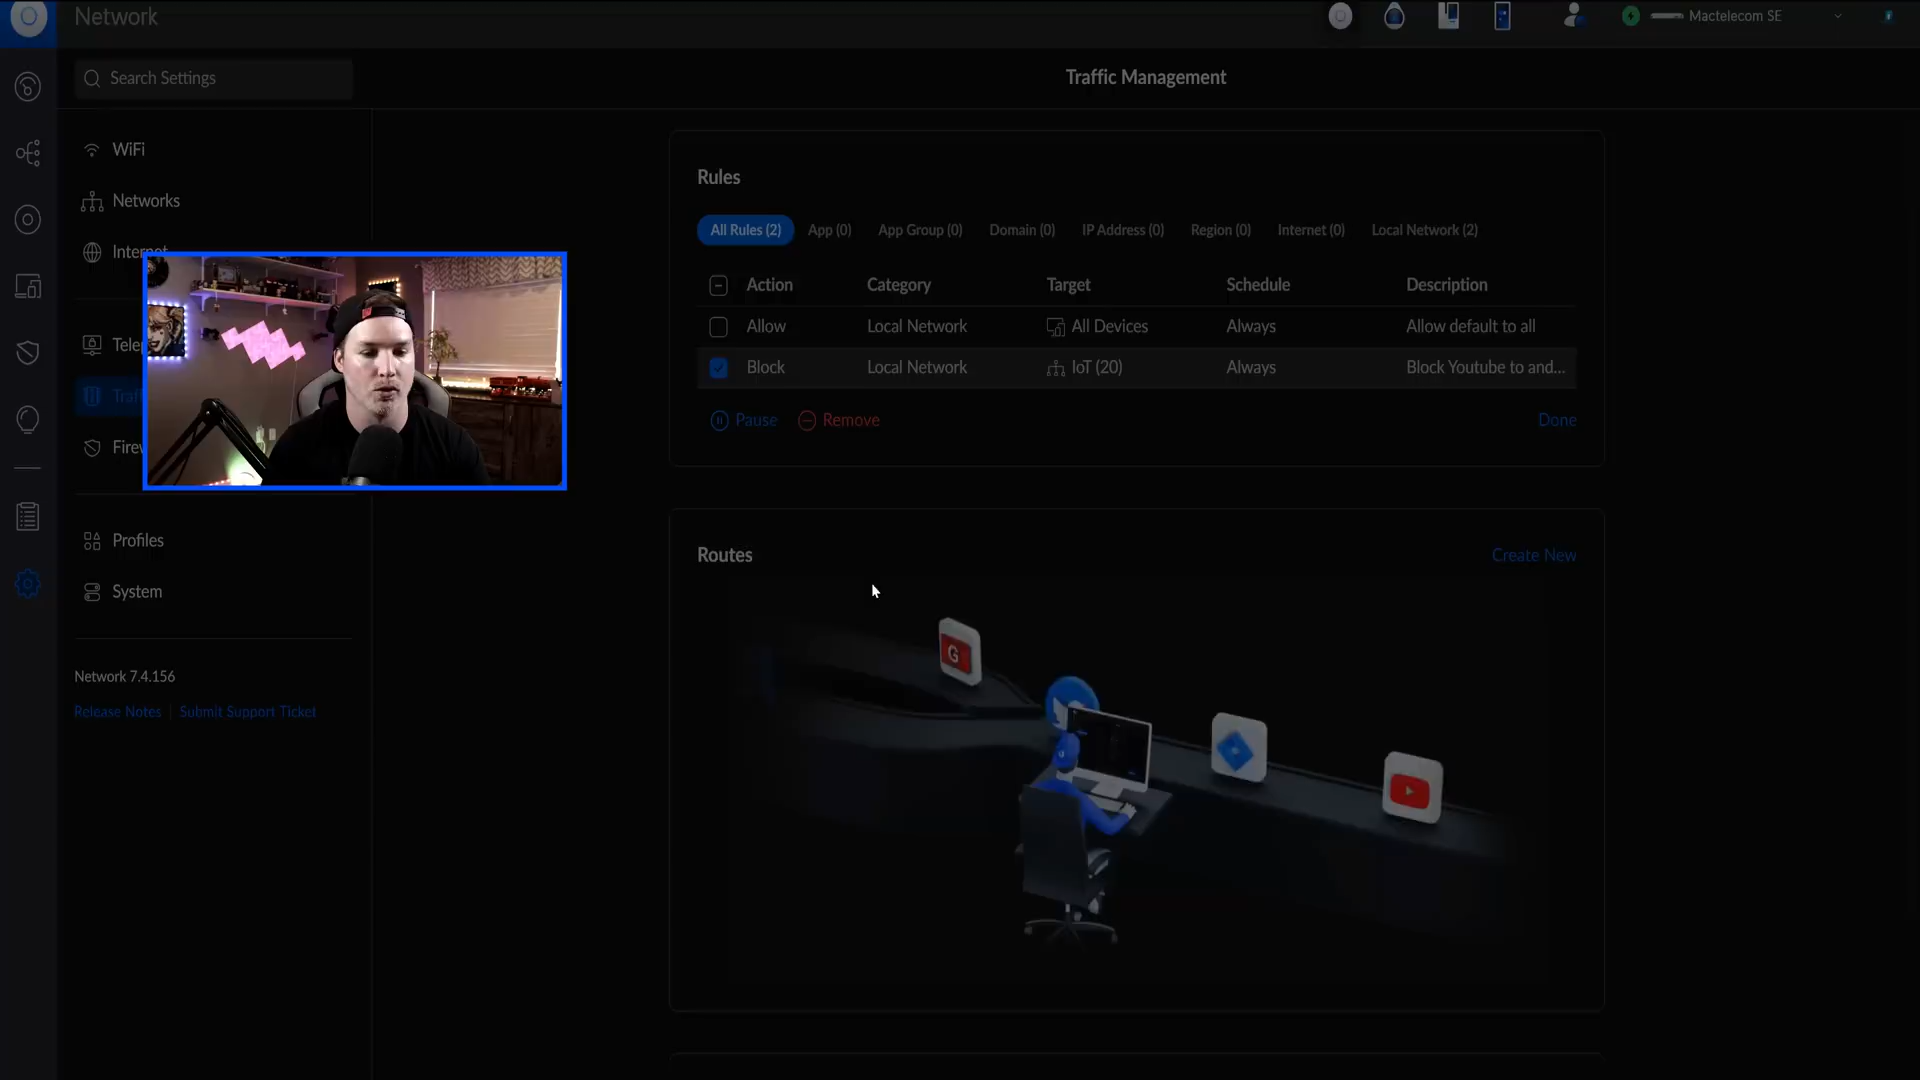 Network
Mactelecom SE
Search Settings
Traffic Management
WiFi
Networks
Internet
Profiles
System
Network 7.4.156
Release Notes | Submit Support Ticket
Rules
All Rules (2) App (0) App Group (0) Domain (0) IP Address (0) Region (0) Internet (0) Local Network (2)
Action Category Target Schedule Description
Allow Local Network All Devices Always Allow default to all
Block Local Network IoT (20) Always Block Youtube to and...
Pause Remove Done
Routes Create New
G